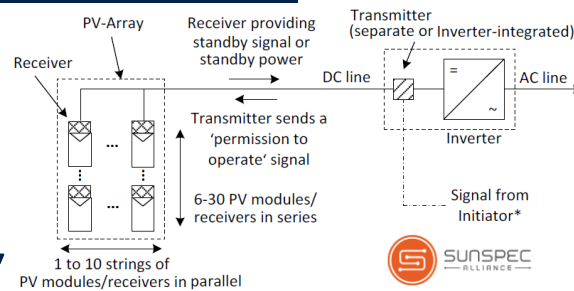 PV-Array
Receiver
Receiver providing
standby signal or
standby power
Transmitter sends a
‘permission to
operate‘ signal
6-30 PV modules/
receivers in series
1 to 10 strings of
PV modules/receivers in parallel
Transmitter
(separate or Inverter-integrated)
DC line
=
~
AC line
Inverter
Signal from
Initiator*
SUNSPEC
ALLIANCE